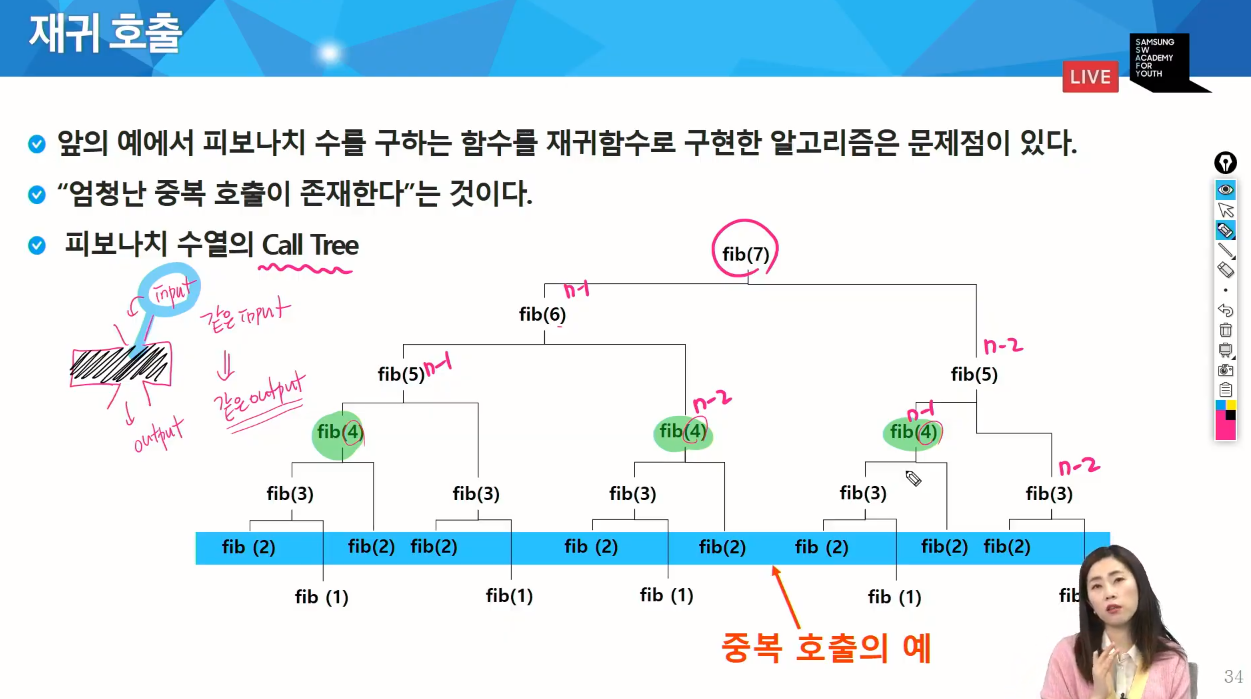 재귀 호출
SAMSUNG
SW
ACADEMY
FOR
YOUTH
LIVE
앞의 예에서 피보나치 수를 구하는 함수를 재귀함수로 구현한 알고리즘은 문제점이 있다.
“엄청난 중복 호출이 존재한다”는 것이다.
피보나치 수열의 Call Tree
fib(7)
input
같은 input
n-1
fib(6)
n-2
fib(5) n-1
fib(5)
같은 output
n-2
n-1
output
fib(4)
fib(4)
fib(4)
n-2
fib(3)
fib(3)
fib(3)
fib(3)
fib(3)
fib (2)
fib(2)
fib(2)
fib (2)
fib(2)
fib (2)
fib(2)
fib(2)
fib (1)
fib(1)
fib (1)
fib (1)
중복 호출의 예
34